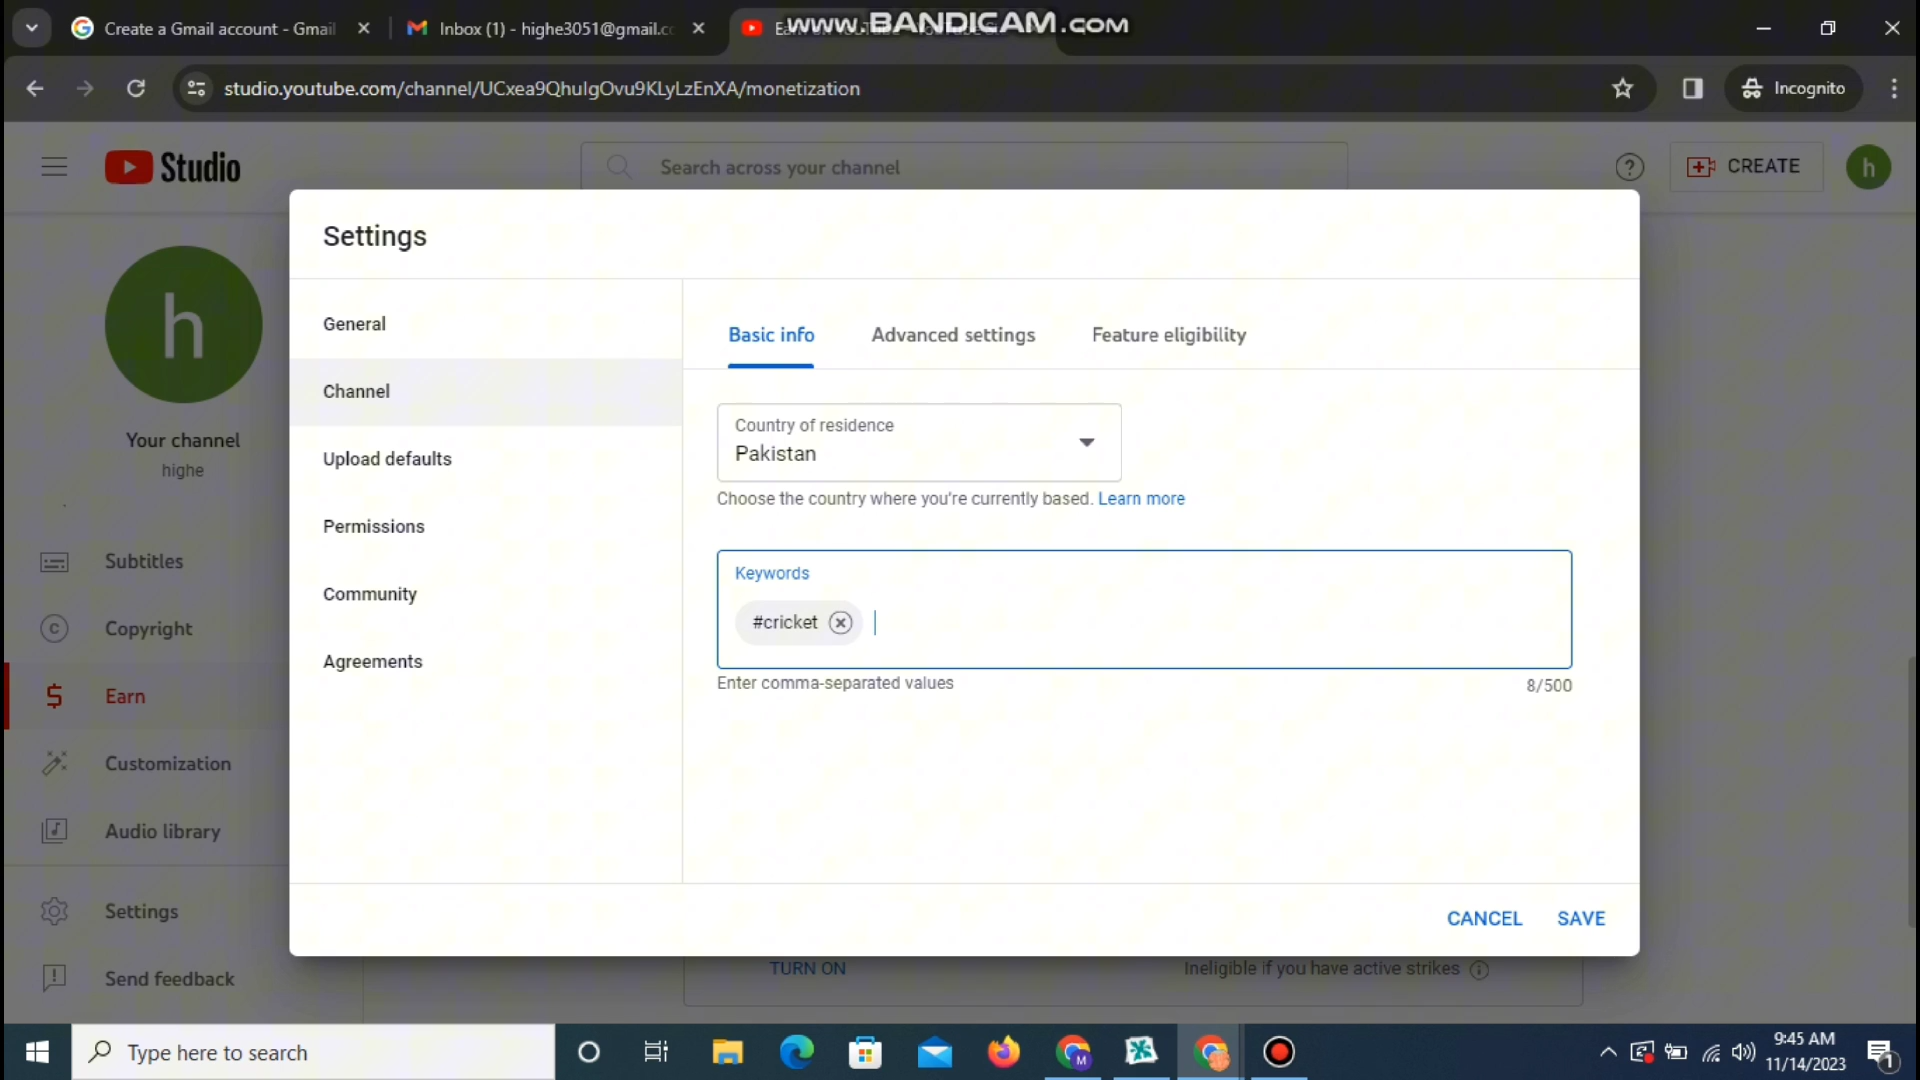 Create a Gmail account - Gmail
Inbox (1) - highe3051@gmail.cc
www.BANDICAM.com
studio.youtube.com/channel/UCxea9QhuIgOvu9KLyLzEnXA/monetization
Incognito
Studio
Search across your channel
?
CREATE
h
h
Your channel
highe
Subtitles
Copyright
Earn
Customization
Audio library
Settings
Send feedback
Settings
General
Channel
Upload defaults
Permissions
Community
Agreements
Basic info
Advanced settings
Feature eligibility
Country of residence
Pakistan
Choose the country where you're currently based. Learn more
Keywords
#cricket
Enter comma-separated values
8/500
CANCEL
SAVE
TURN ON
Ineligible if you have active strikes
Type here to search
M
9:45 AM
11/14/2023
1